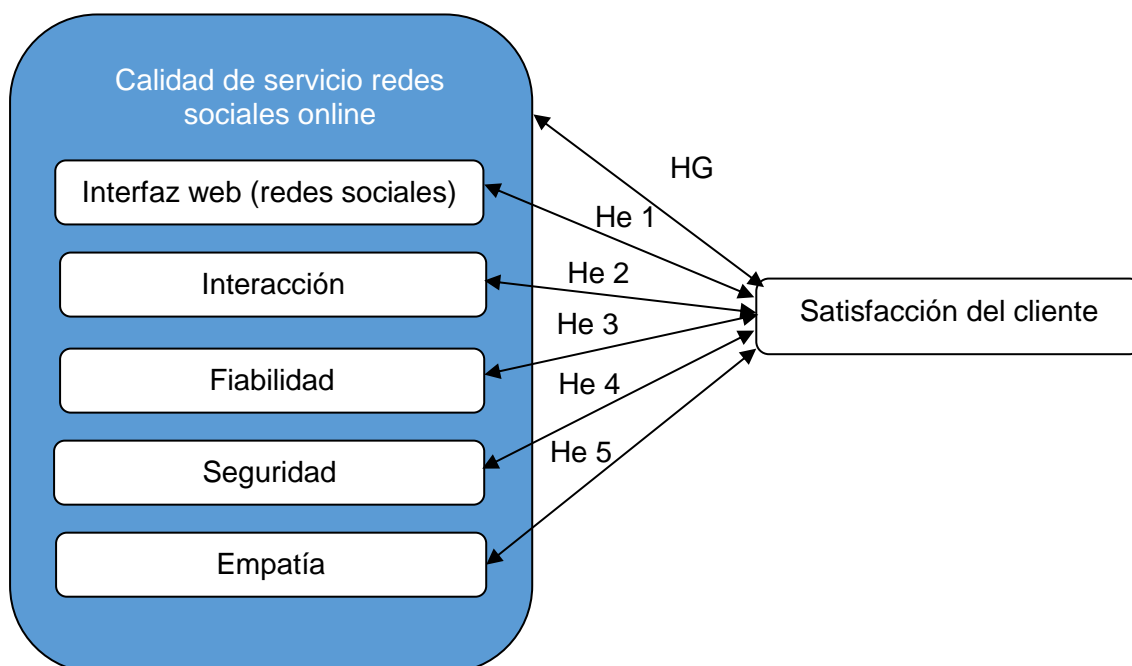 Calidad de servicio redes
sociales online
HG
Interfaz web (redes sociales)
He 1
Interacción
He 2
Satisfacción del cliente
He 3
Fiabilidad
He 4
Seguridad
He 5
Empatía